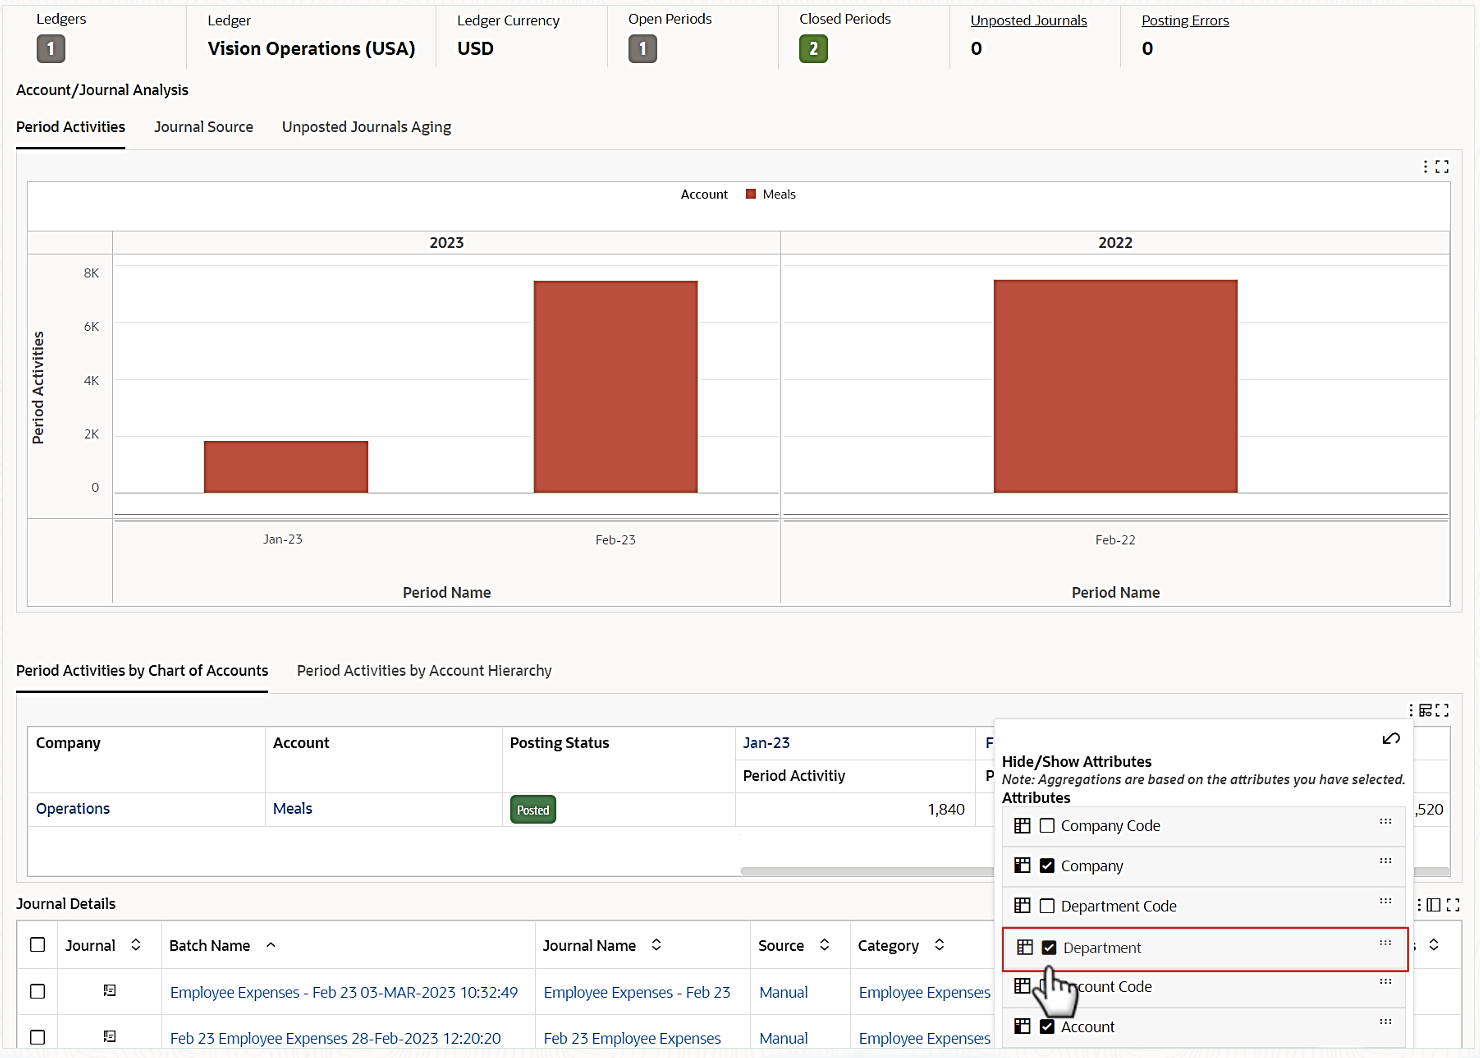 Ledgers Ledger Ledger Currency Open Periods Closed Periods Unposted Journals Posting Errors
1 Vision Operations (USA) USD 1 2 0 0
Account/Journal Analysis
Period Activities Journal Source Unposted Journals Aging
Account Meals
2023 2022
Period Activities
8K
6K
4K
2K
0
Jan-23 Feb-23 Feb-22
Period Name Period Name
Period Activities by Chart of Accounts Period Activities by Account Hierarchy
Company Account Posting Status Jan-23 F
Period Activitiy P
Operations Meals Posted 1,840 ,520
Hide/Show Attributes
Note: Aggregations are based on the attributes you have selected.
Attributes
Company Code
Company
Department Code
Department
count Code
Account
Journal Details
Journal Batch Name Journal Name Source Category s
Employee Expenses - Feb 23 03-MAR-2023 10:32:49 Employee Expenses - Feb 23 Manual Employee Expenses
Feb 23 Employee Expenses 28-Feb-2023 12:20:20 Feb 23 Employee Expenses Manual Employee Expenses